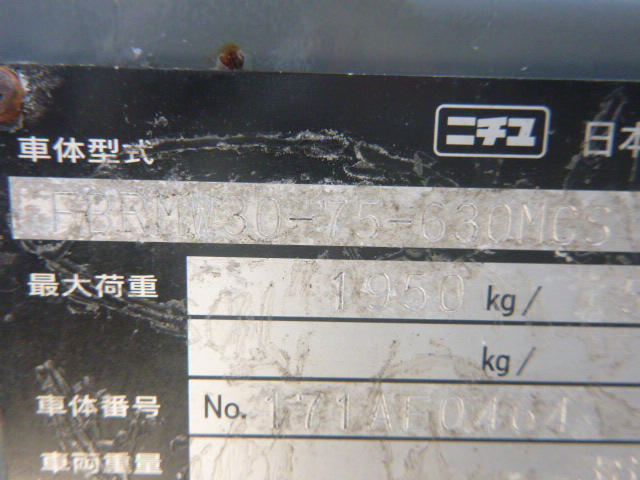 ニチユ 日本
車体型式
FBRMW30-75-630MCS
最大荷重 1950 kg/
kg/
車体番号 No. 171AF0464
車両重量